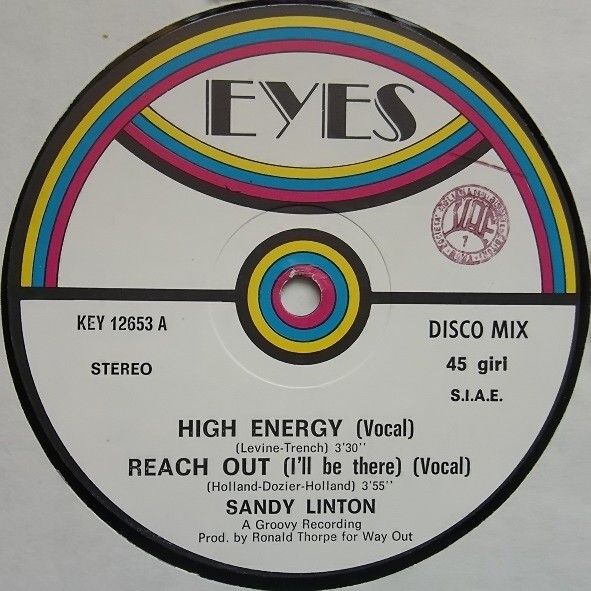 EYES
KEY 12653 A
DISCO MIX
STEREO
45 giri
S.I.A.E.
HIGH ENERGY (Vocal)
(Levine-Trench) 3'30''
REACH OUT (I'll be there) (Vocal)
(Holland-Dozier-Holland) 3'55''
SANDY LINTON
A Groovy Recording
Prod. by Ronald Thorpe for Way Out